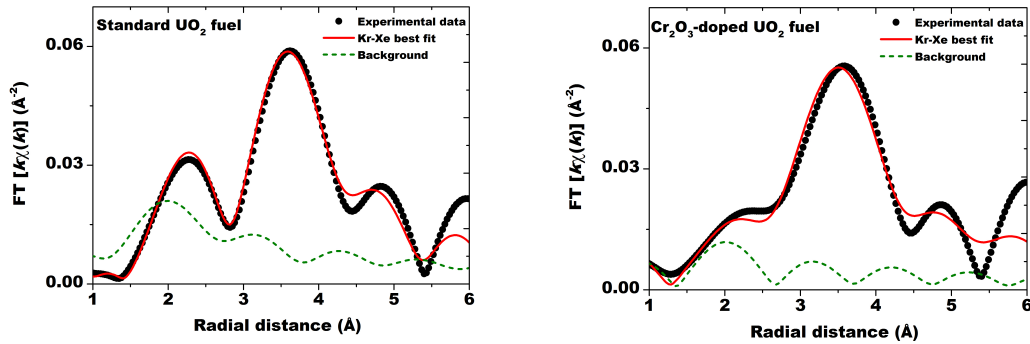 Standard UO₂ fuel
Experimental data
Kr-Xe best fit
Background
0.06
0.03
0.00
FT [kχ(k)] (Å⁻²)
1 2 3 4 5 6
Radial distance (Å)
Cr₂O₃-doped UO₂ fuel
Experimental data
Kr-Xe best fit
Background
0.06
0.03
0.00
FT [kχ(k)] (Å⁻²)
1 2 3 4 5 6
Radial distance (Å)